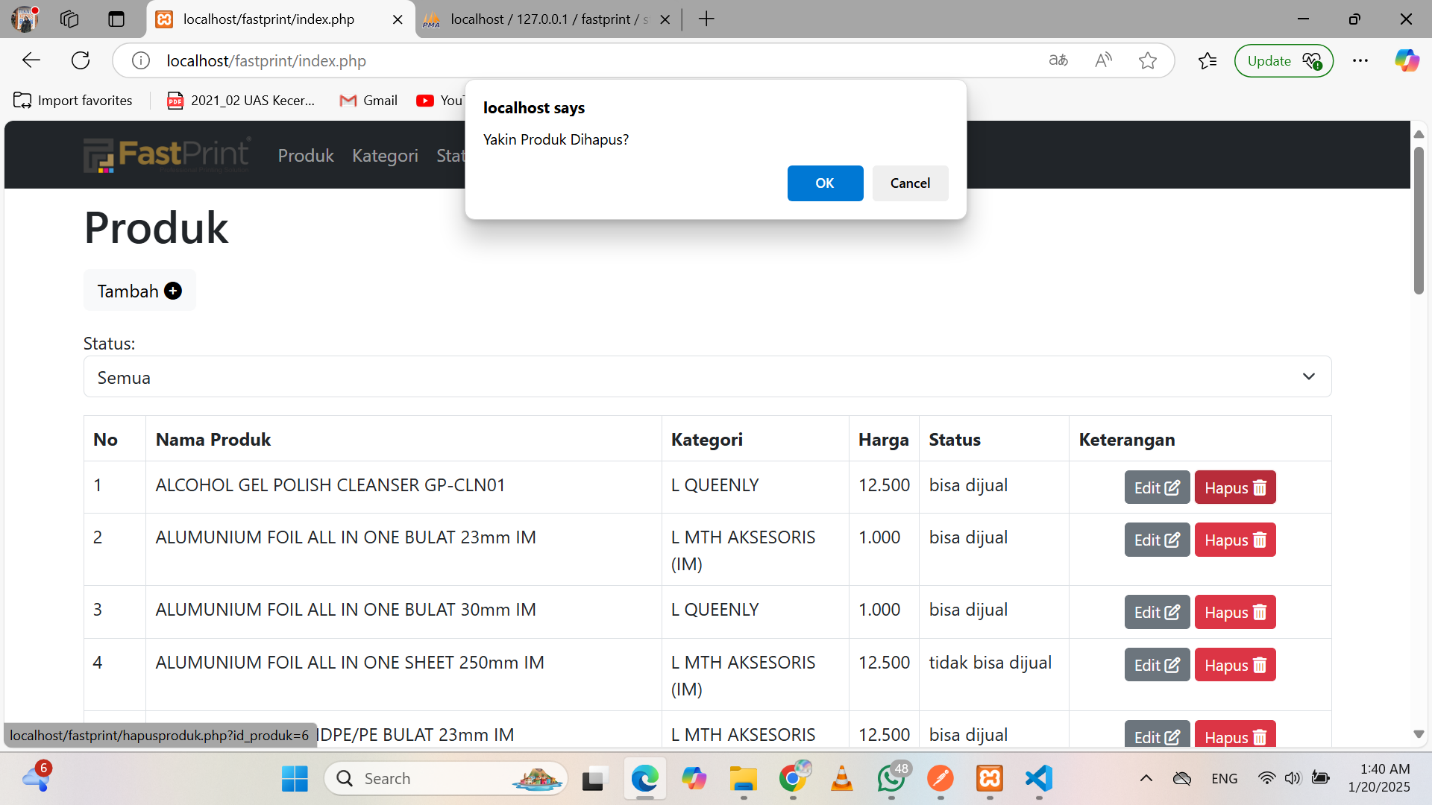 localhost/fastprint/index.php
localhost / 127.0.0.1 / fastprint / s
localhost/fastprint/index.php
Update
Import favorites
PDF
2021_02 UAS Kecer...
Gmail
YouT
localhost says
Yakin Produk Dihapus?
OK
Cancel
FastPrint
Produk
Kategori
Stat
Produk
Tambah
Status:
Semua
No Nama Produk Kategori Harga Status Keterangan
1 ALCOHOL GEL POLISH CLEANSER GP-CLN01 L QUEENLY 12.500 bisa dijual Edit Hapus
2 ALUMUNIUM FOIL ALL IN ONE BULAT 23mm IM L MTH AKSESORIS 1.000 bisa dijual Edit Hapus
(IM)
3 ALUMUNIUM FOIL ALL IN ONE BULAT 30mm IM L QUEENLY 1.000 bisa dijual Edit Hapus
4 ALUMUNIUM FOIL ALL IN ONE SHEET 250mm IM L MTH AKSESORIS 12.500 tidak bisa dijual Edit Hapus
(IM)
IDPE/PE BULAT 23mm IM L MTH AKSESORIS 12.500 bisa dijual Edit Hapus
localhost/fastprint/hapusproduk.php?id_produk=6
6
Search
48
ENG
1:40 AM
1/20/2025